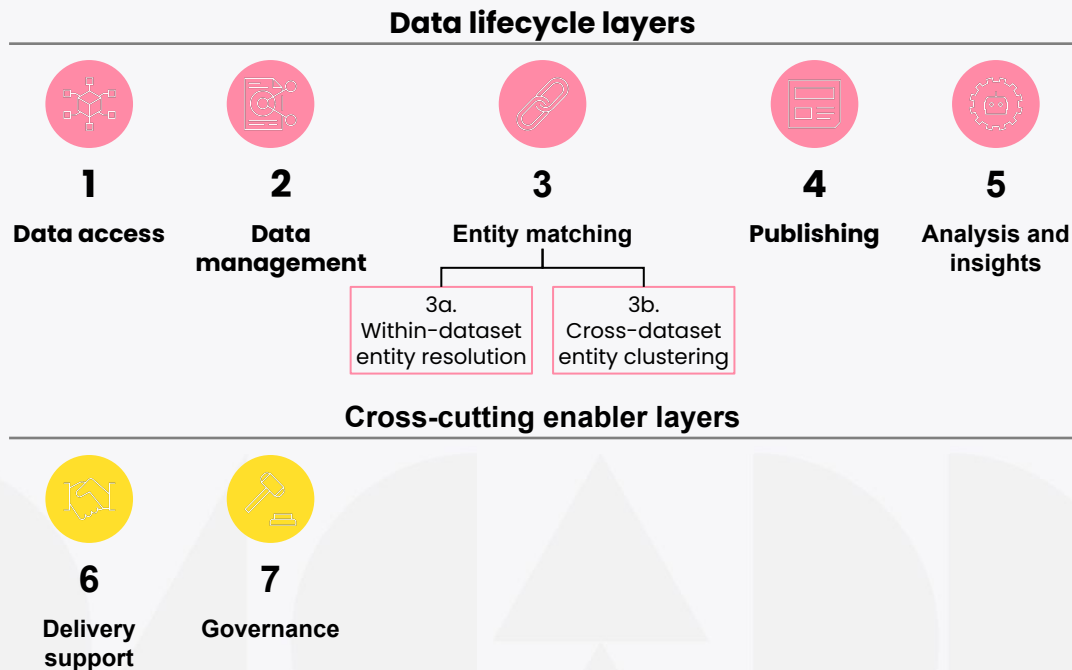 Data lifecycle layers
1
Data access
2
Data
management
3
Entity matching
3a.
Within-dataset
entity resolution
3b.
Cross-dataset
entity clustering
4
Publishing
5
Analysis and
insights
Cross-cutting enabler layers
6
Delivery
support
7
Governance